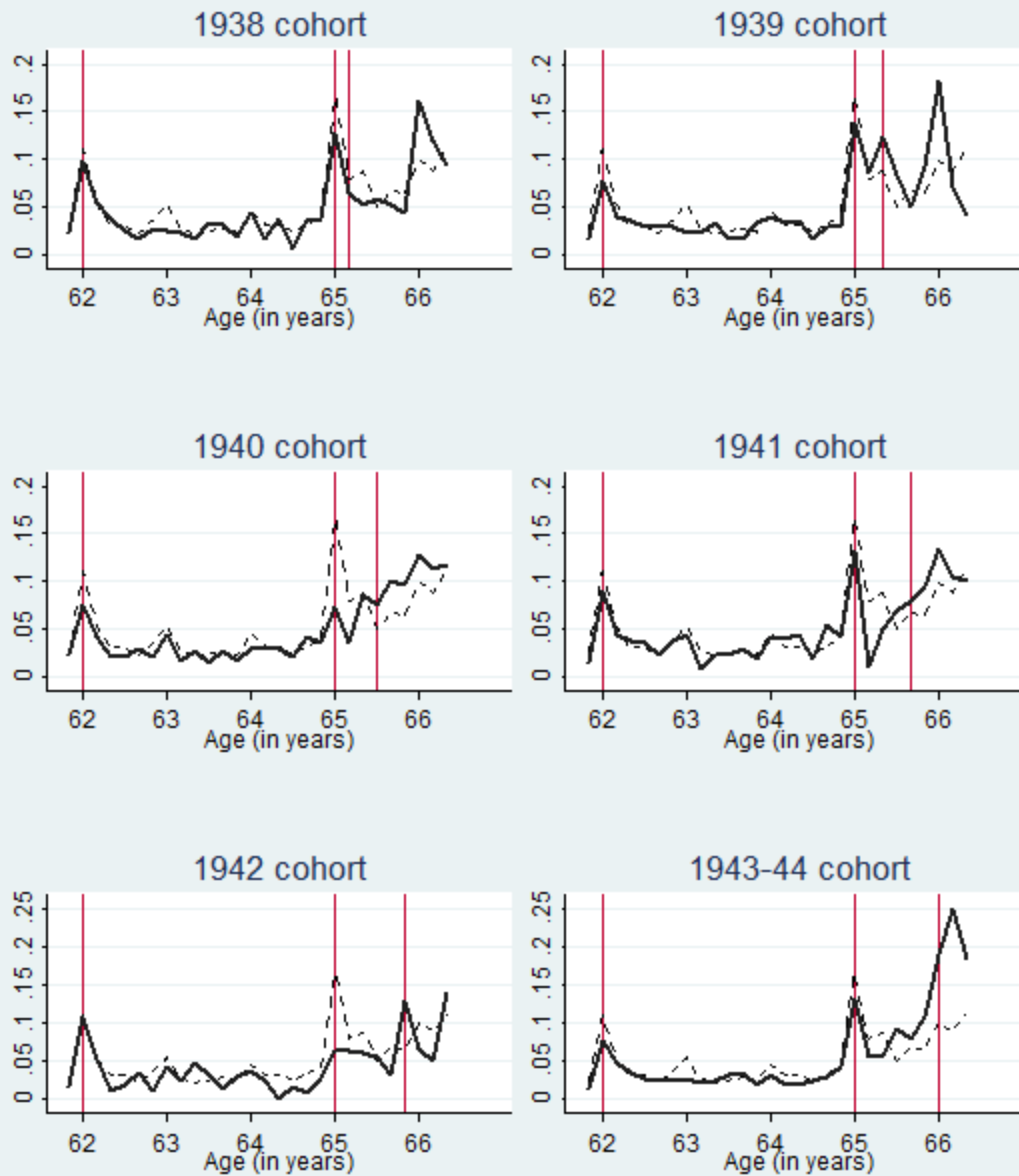 1938 cohort
.2
.15
.1
.05
0
62 63 64 65 66
Age (in years)
1939 cohort
.2
.15
.1
.05
0
62 63 64 65 66
Age (in years)
1940 cohort
.2
.15
.1
.05
0
62 63 64 65 66
Age (in years)
1941 cohort
.2
.15
.1
.05
0
62 63 64 65 66
Age (in years)
1942 cohort
.25
.2
.15
.1
.05
0
62 63 64 65 66
Age (in years)
1943-44 cohort
.25
.2
.15
.1
.05
0
62 63 64 65 66
Age (in years)